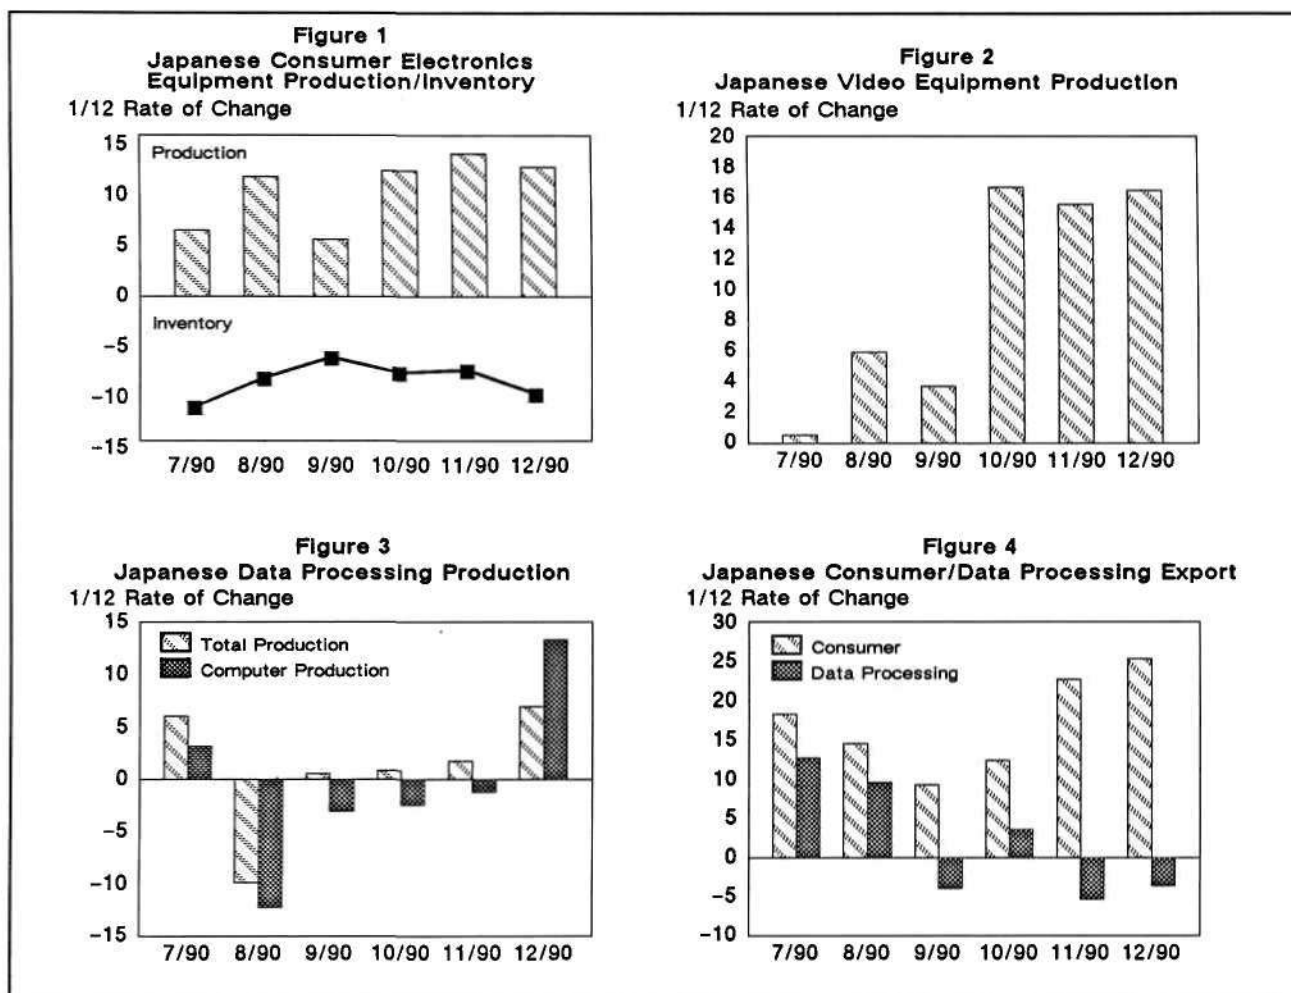 Figure 1
Japanese Consumer Electronics
Equipment Production/Inventory
1/12 Rate of Change
15
Production
10
5
0
Inventory
-5
-10
-15
7/90 8/90 9/90 10/90 11/90 12/90
Figure 2
Japanese Video Equipment Production
1/12 Rate of Change
20
18
16
14
12
10
8
6
4
2
0
7/90 8/90 9/90 10/90 11/90 12/90
Figure 3
Japanese Data Processing Production
1/12 Rate of Change
15
Total Production
Computer Production
10
5
0
-5
-10
-15
7/90 8/90 9/90 10/90 11/90 12/90
Figure 4
Japanese Consumer/Data Processing Export
1/12 Rate of Change
30
Consumer
25
Data Processing
20
15
10
5
0
-5
-10
7/90 8/90 9/90 10/90 11/90 12/90